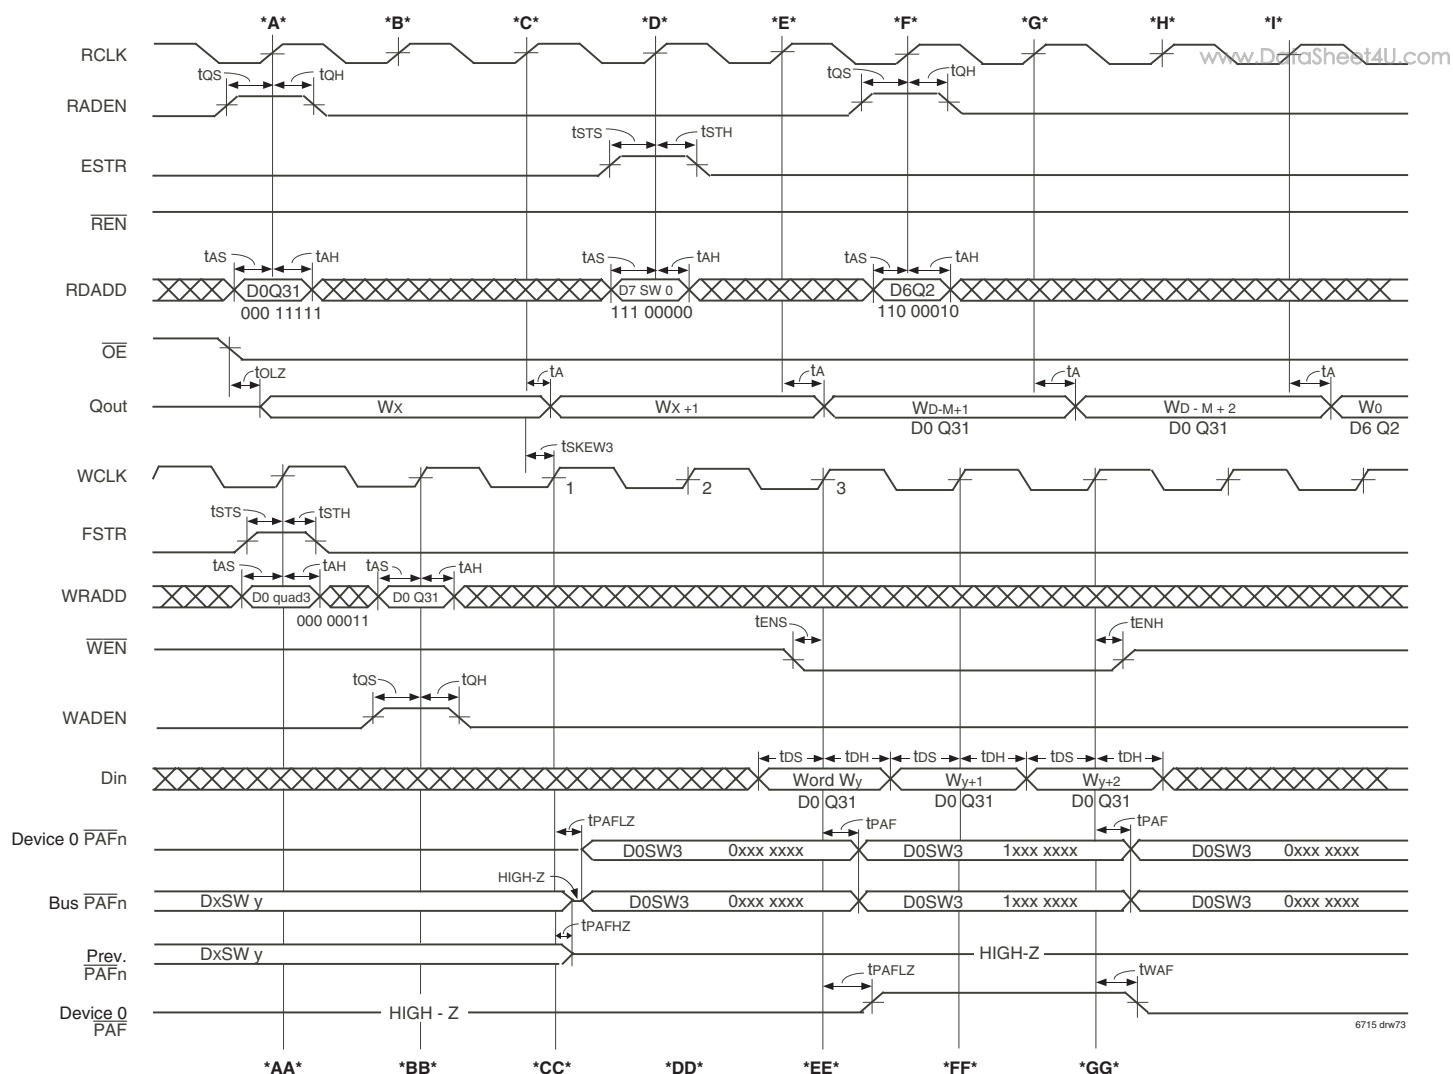 *A* *B* *C* *D* *E* *F* *G* *H* *I*
RCLK
www.DataSheet4U.com
tQS tQH tQS tQH
RADEN
tSTS tSTH
ESTR
REN
tAS tAH tAS tAH tAS tAH
RDADD D0Q31 D7 SW 0 D6Q2
000 11111 111 00000 110 00010
OE
tOLZ tA tA tA tA
Qout WX WX +1 WD-M+1 WD - M + 2 W0
D0 Q31 D0 Q31 D6 Q2
tSKEW3
WCLK 1 2 3
tSTS tSTH
FSTR
tAS tAH tAS tAH
WRADD D0 quad3 D0 Q31
000 00011
tENS tENH
WEN
tQS tQH
WADEN
tDS tDH tDS tDH tDS tDH
Din Word Wy Wy+1 Wy+2
D0 Q31 D0 Q31 D0 Q31
tPAFLZ tPAF tPAF
Device 0 PAFn D0SW3 0xxx xxxx D0SW3 1xxx xxxx D0SW3 0xxx xxxx
HIGH-Z
Bus PAFn DxSW y D0SW3 0xxx xxxx D0SW3 1xxx xxxx D0SW3 0xxx xxxx
tPAFHZ
Prev. DxSW y HIGH-Z
PAFn
tPAFLZ tWAF
Device 0 HIGH - Z
PAF
6715 drw73
*AA* *BB* *CC* *DD* *EE* *FF* *GG*